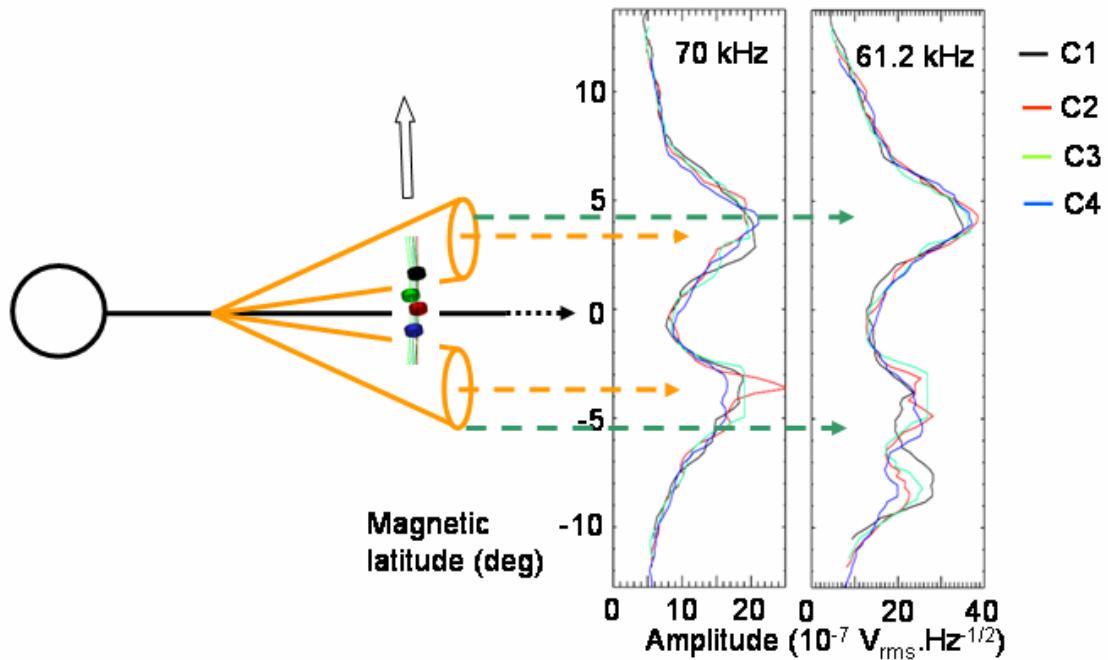 70 kHz
61.2 kHz
C1
C2
C3
C4
10
5
0
-5
-10
Magnetic
latitude (deg)
0 10 20 0 20 40
Amplitude (10⁻⁷ Vrms.Hz⁻¹/²)